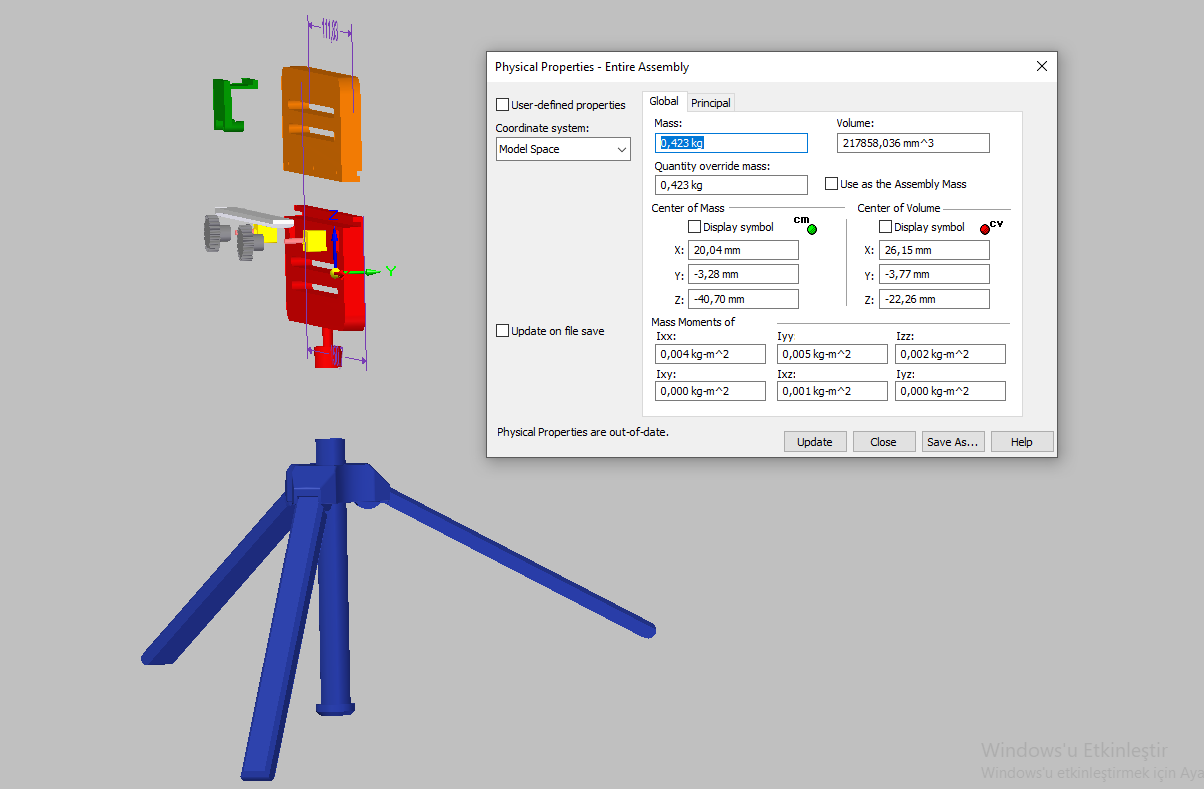 Physical Properties - Entire Assembly
User-defined properties
Coordinate system:
Model Space
Update on file save
Physical Properties are out-of-date.
Global
Principal
Mass:
0,423 kg
Volume:
217858,036 mm^3
Quantity override mass:
0,423 kg
Use as the Assembly Mass
Center of Mass
Display symbol
cm
X: 20,04 mm
Y: -3,28 mm
Z: -40,70 mm
Center of Volume
Display symbol
cv
X: 26,15 mm
Y: -3,77 mm
Z: -22,26 mm
Mass Moments of
Ixx:
0,004 kg-m^2
Iyy:
0,005 kg-m^2
Izz:
0,002 kg-m^2
Ixy:
0,000 kg-m^2
Ixz:
0,001 kg-m^2
Iyz:
0,000 kg-m^2
Update
Close
Save As...
Help
Z
Y
Windows'u Etkinleştir
Windows'u etkinleştirmek için Aya